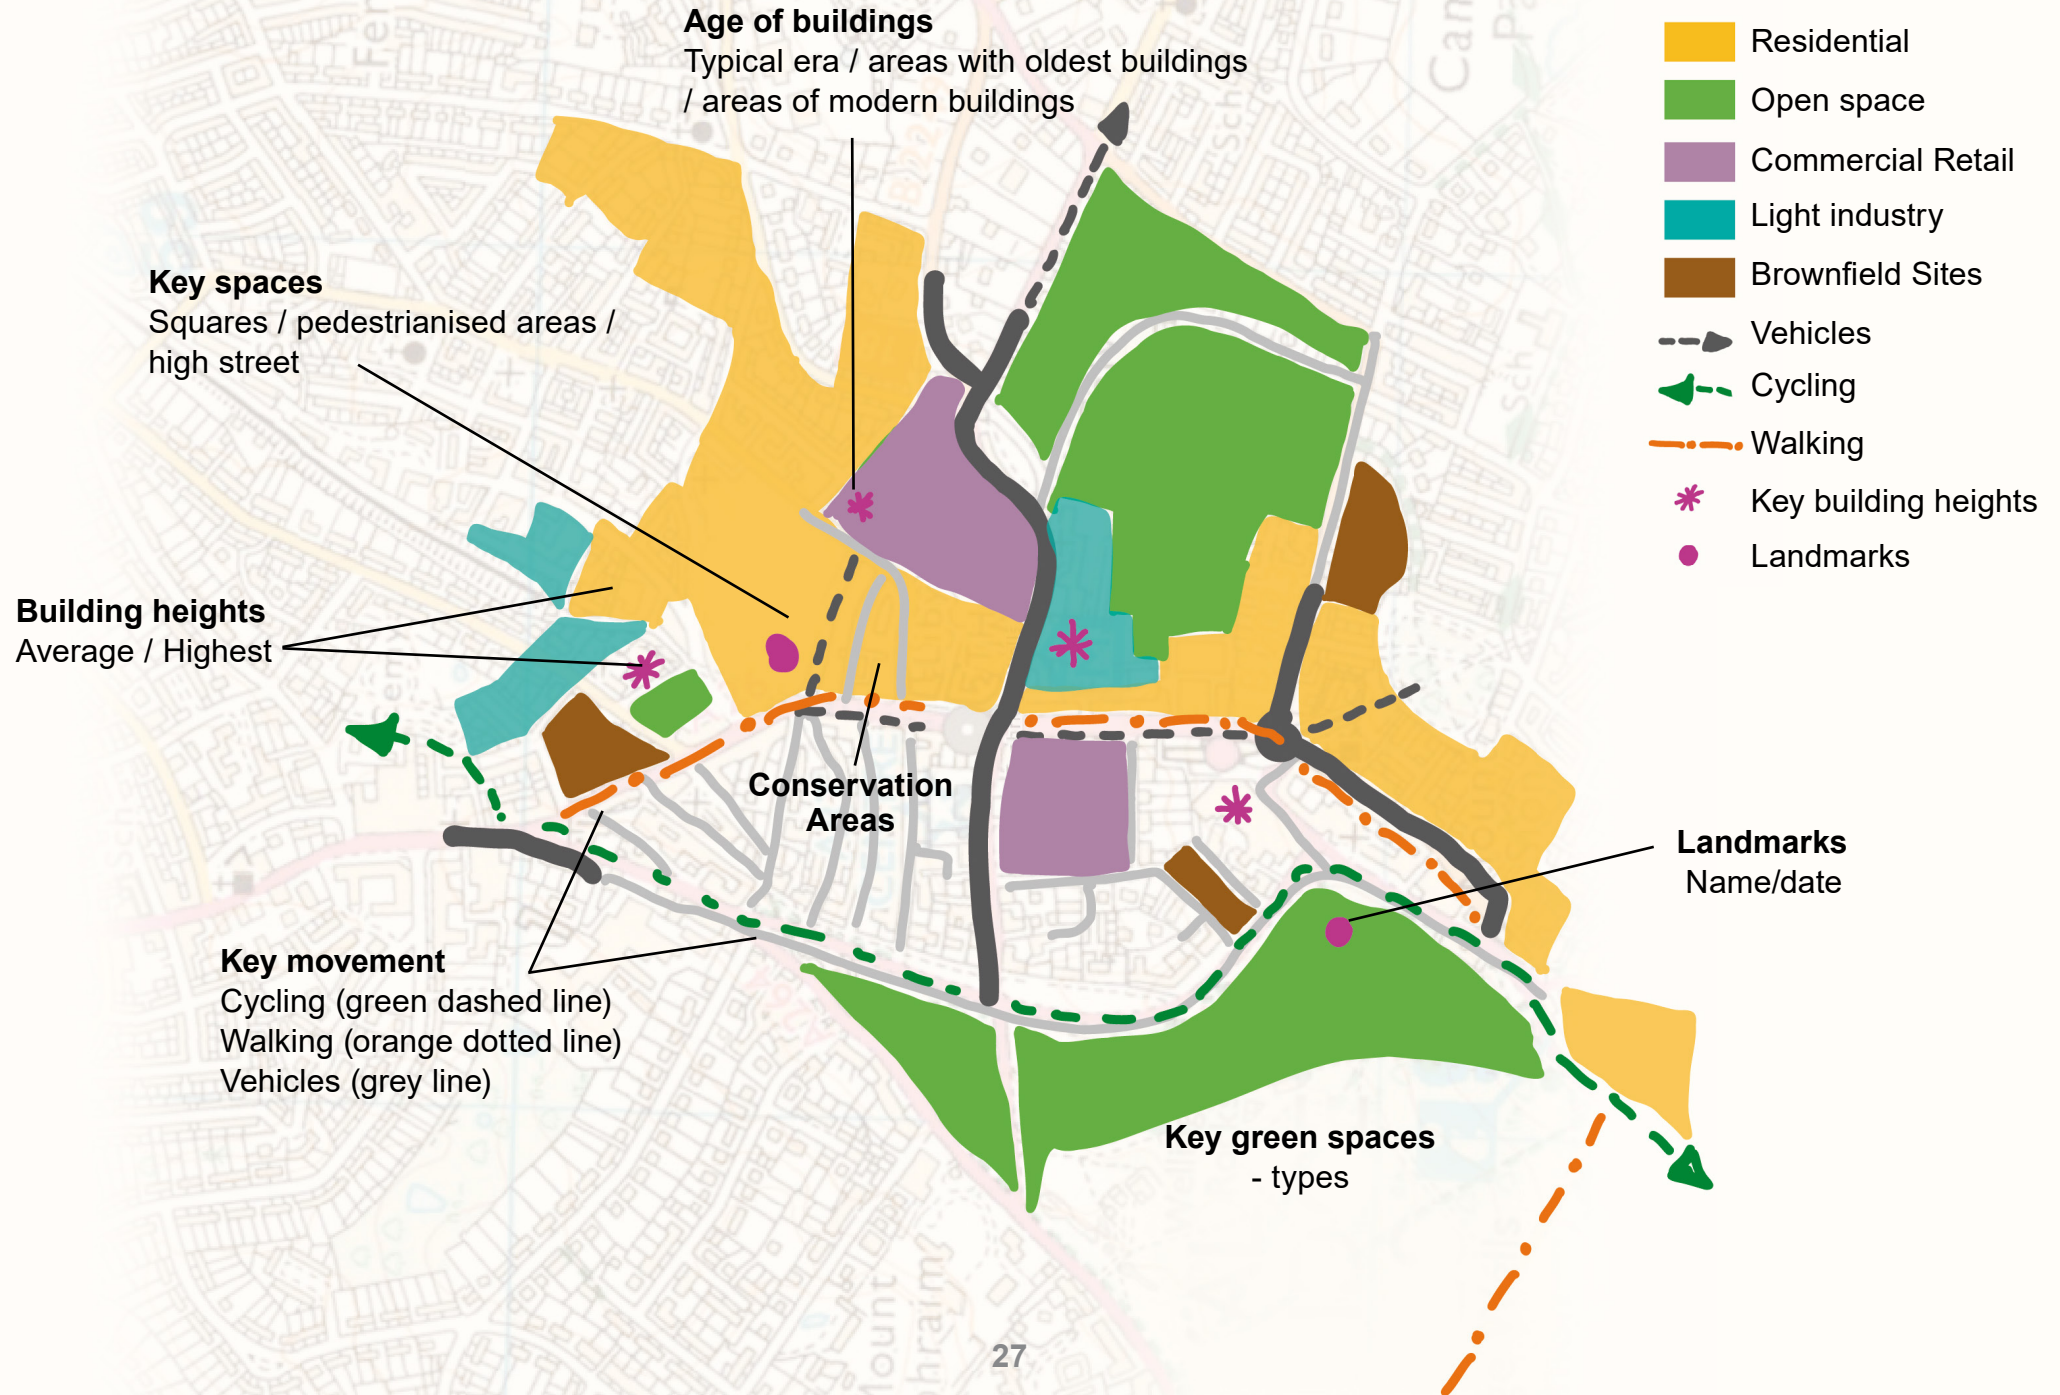 Age of buildings
Typical era / areas with oldest buildings
/ areas of modern buildings
Key spaces
Squares / pedestrianised areas /
high street
Building heights
Average / Highest
Conservation
Areas
Landmarks
Name/date
Key movement
Cycling (green dashed line)
Walking (orange dotted line)
Vehicles (grey line)
Key green spaces
- types
Residential
Open space
Commercial Retail
Light industry
Brownfield Sites
Vehicles
Cycling
Walking
Key building heights
Landmarks
Mount
27